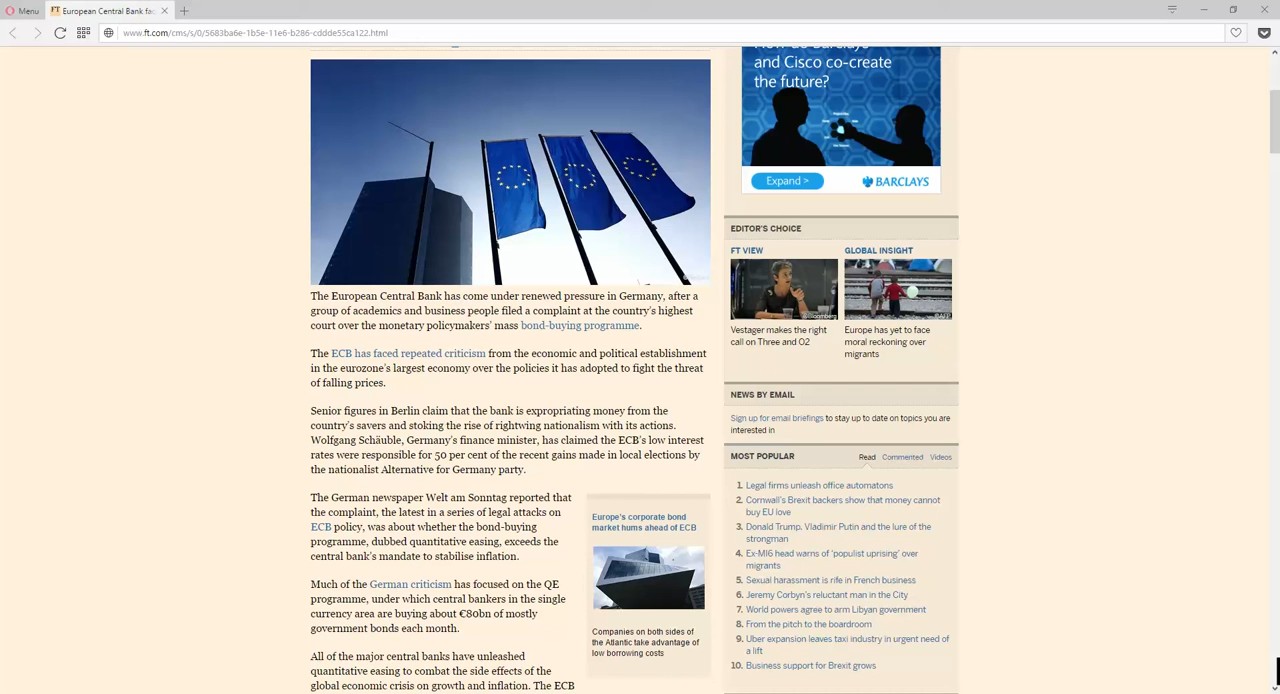 Menu
European Central Bank fac
www.ft.com/cms/s/0/5683ba6e-1b5e-11e6-b286-cddde55ca122.html
How do Barclays
and Cisco co-create
the future?
Expand >
BARCLAYS
The European Central Bank has come under renewed pressure in Germany, after a
group of academics and business people filed a complaint at the country's highest
court over the monetary policymakers' mass bond-buying programme.
The ECB has faced repeated criticism from the economic and political establishment
in the eurozone's largest economy over the policies it has adopted to fight the threat
of falling prices.
Senior figures in Berlin claim that the bank is expropriating money from the
country's savers and stoking the rise of rightwing nationalism with its actions.
Wolfgang Schäuble, Germany's finance minister, has claimed the ECB's low interest
rates were responsible for 50 per cent of the recent gains made in local elections by
the nationalist Alternative for Germany party.
The German newspaper Welt am Sonntag reported that
the complaint, the latest in a series of legal attacks on
ECB policy, was about whether the bond-buying
programme, dubbed quantitative easing, exceeds the
central bank's mandate to stabilise inflation.
Much of the German criticism has focused on the QE
programme, under which central bankers in the single
currency area are buying about €80bn of mostly
government bonds each month.
All of the major central banks have unleashed
quantitative easing to combat the side effects of the
global economic crisis on growth and inflation. The ECB
Europe's corporate bond
market hums ahead of ECB
Companies on both sides of
the Atlantic take advantage of
low borrowing costs
EDITOR'S CHOICE
FT VIEW
©Bloomberg
Vestager makes the right
call on Three and O2
GLOBAL INSIGHT
©AFP
Europe has yet to face
moral reckoning over
migrants
NEWS BY EMAIL
Sign up for email briefings to stay up to date on topics you are
interested in
MOST POPULAR
Read Commented Videos
1. Legal firms unleash office automatons
2. Cornwall's Brexit backers show that money cannot
buy EU love
3. Donald Trump, Vladimir Putin and the lure of the
strongman
4. Ex-MI6 head warns of 'populist uprising' over
migrants
5. Sexual harassment is rife in French business
6. Jeremy Corbyn's reluctant man in the City
7. World powers agree to arm Libyan government
8. From the pitch to the boardroom
9. Uber expansion leaves taxi industry in urgent need of
a lift
10. Business support for Brexit grows